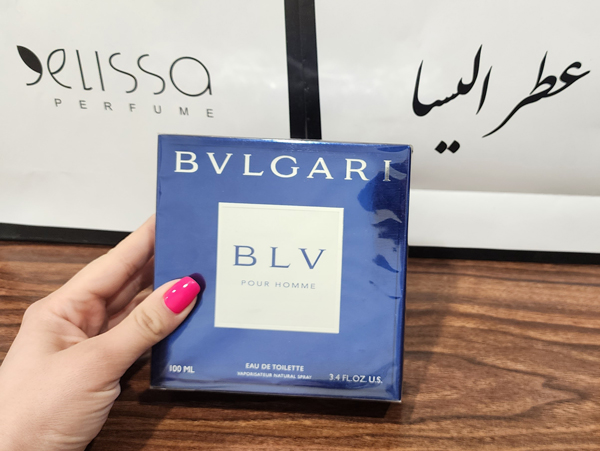 elissa
PERFUME
عطر الیسا
BVLGARI
BLV
POUR HOMME
EAU DE TOILETTE
VAPORISATEUR NATURAL SPRAY
100 ML
3.4 FL.OZ. U.S.